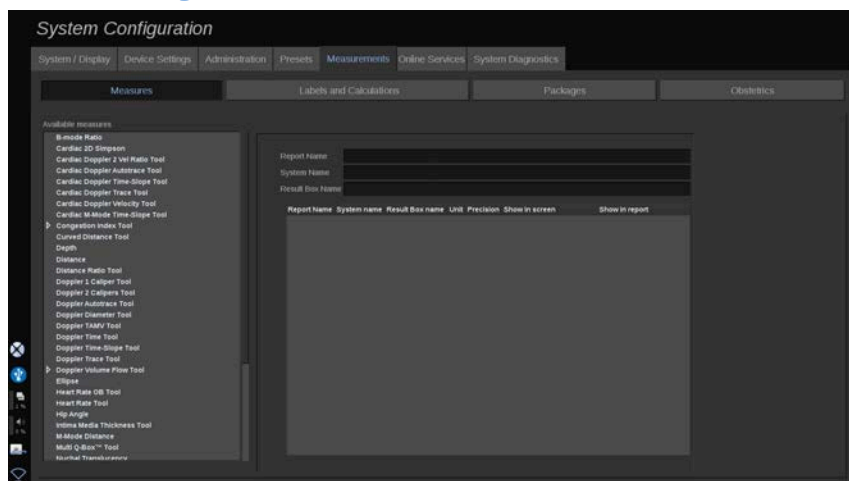 System Configuration
System / Display Device Settings Administration Presets Measurements Online Services System Diagnostics
Measures Labels and Calculations Packages Obstetrics
Available measures
B-mode Ratio
Cardiac 2D Simpson
Cardiac Doppler 2 Vel Ratio Tool
Cardiac Doppler Autotrace Tool
Cardiac Doppler Time-Slope Tool
Cardiac Doppler Trace Tool
Cardiac Doppler Velocity Tool
Cardiac M-Mode Time-Slope Tool
Congestion Index Tool
Curved Distance Tool
Depth
Distance
Distance Ratio Tool
Doppler 1 Caliper Tool
Doppler 2 Calipers Tool
Doppler Autotrace Tool
Doppler Diameter Tool
Doppler TAMV Tool
Doppler Time Tool
Doppler Time-Slope Tool
Doppler Trace Tool
Doppler Volume Flow Tool
Ellipse
Heart Rate OB Tool
Heart Rate Tool
Hip Angle
Intima Media Thickness Tool
M-Mode Distance
Multi Q-Box™ Tool
Nuchal Translucency
Report Name
System Name
Result Box Name
Report Name System name Result Box name Unit Precision Show in screen Show in report